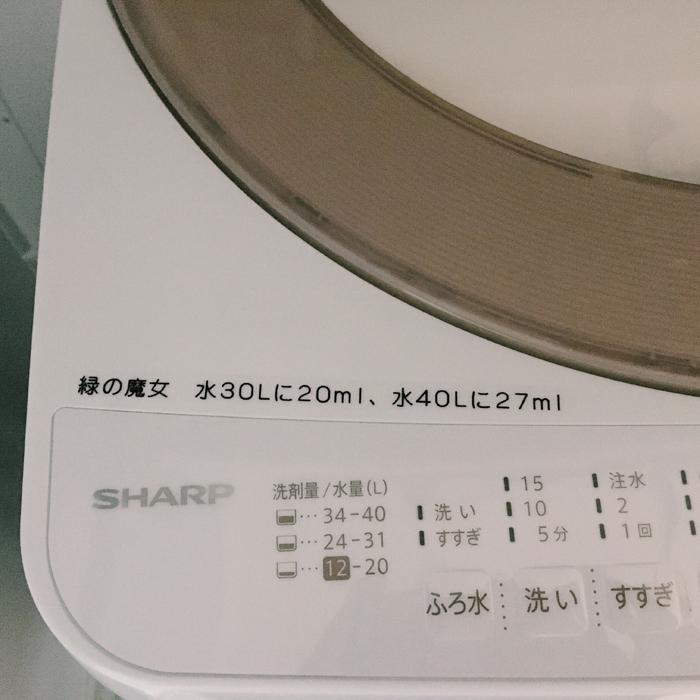 緑の魔女 水30Lに20ml、水40Lに27ml
SHARP
洗剤量/水量(L)
…34-40
…24-31
…12-20
洗い
すすぎ
15
10
5分
注水
2
1回
ふろ水
洗い
すすぎ